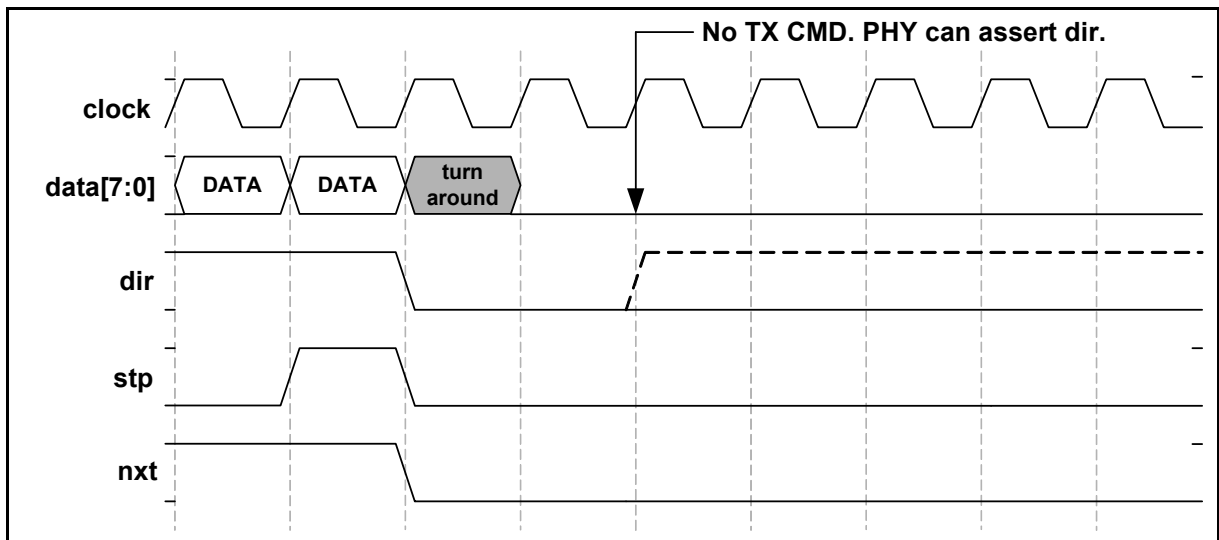 No TX CMD. PHY can assert dir.
clock
data[7:0]
DATA
DATA
turn
around
dir
stp
nxt